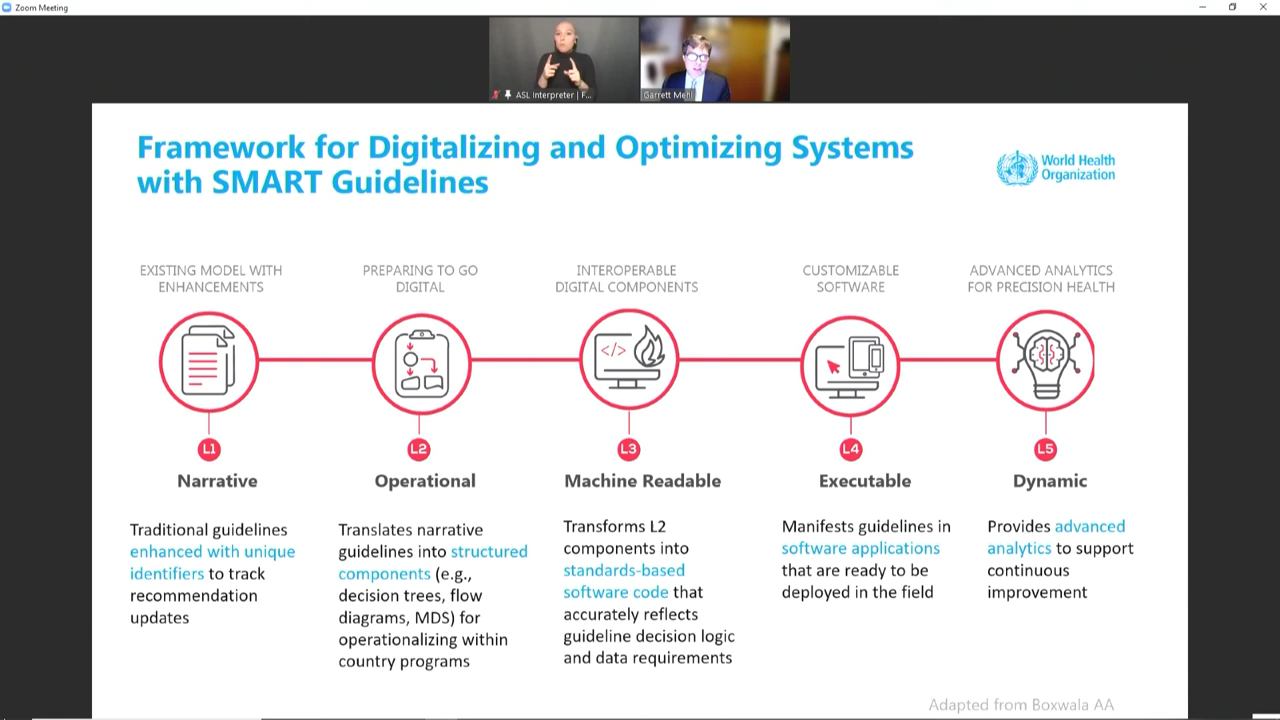 Zoom Meeting
ASL Interpreter | F...
Garrett Mehl
Framework for Digitalizing and Optimizing Systems
with SMART Guidelines
World Health
Organization
EXISTING MODEL WITH
ENHANCEMENTS
PREPARING TO GO
DIGITAL
INTEROPERABLE
DIGITAL COMPONENTS
CUSTOMIZABLE
SOFTWARE
ADVANCED ANALYTICS
FOR PRECISION HEALTH
</>
L1
L2
L3
L4
L5
Narrative
Operational
Machine Readable
Executable
Dynamic
Traditional guidelines
enhanced with unique
identifiers to track
recommendation
updates
Translates narrative
guidelines into structured
components (e.g.,
decision trees, flow
diagrams, MDS) for
operationalizing within
country programs
Transforms L2
components into
standards-based
software code that
accurately reflects
guideline decision logic
and data requirements
Manifests guidelines in
software applications
that are ready to be
deployed in the field
Provides advanced
analytics to support
continuous
improvement
Adapted from Boxwala AA